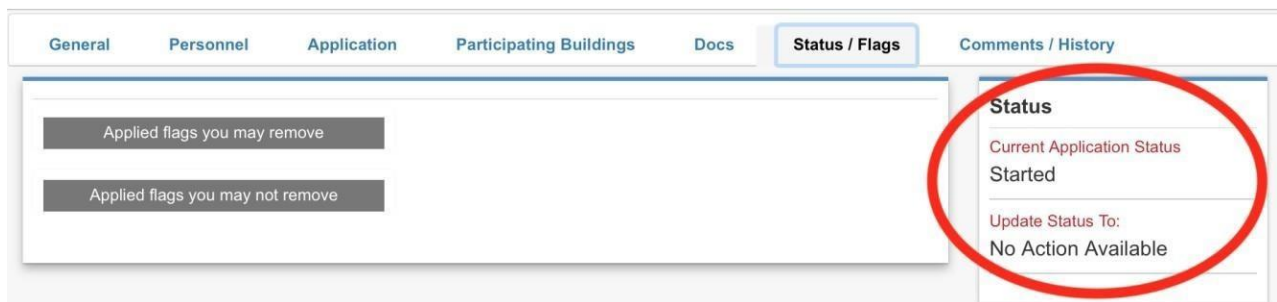 General Personnel Application Participating Buildings Docs Status / Flags Comments / History
Applied flags you may remove
Applied flags you may not remove
Status
Current Application Status
Started
Update Status To:
No Action Available